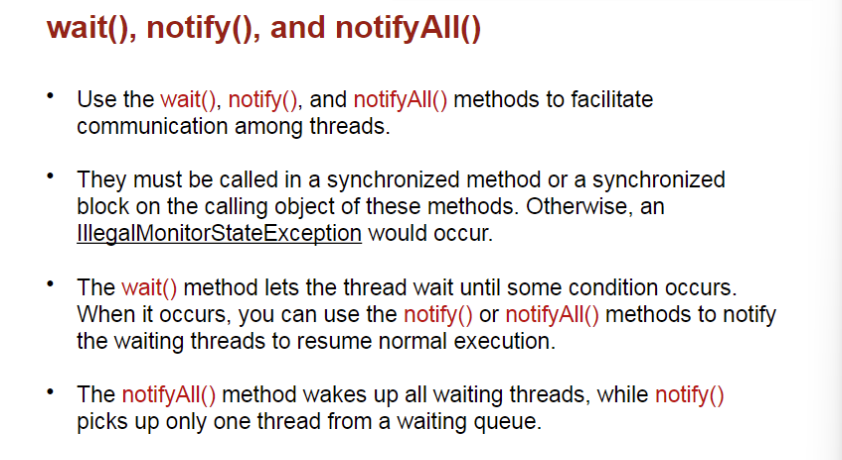 wait(), notify(), and notifyAll()
• Use the wait(), notify(), and notifyAll() methods to facilitate
communication among threads.
• They must be called in a synchronized method or a synchronized
block on the calling object of these methods. Otherwise, an
IllegalMonitorStateException would occur.
• The wait() method lets the thread wait until some condition occurs.
When it occurs, you can use the notify() or notifyAll() methods to notify
the waiting threads to resume normal execution.
• The notifyAll() method wakes up all waiting threads, while notify()
picks up only one thread from a waiting queue.